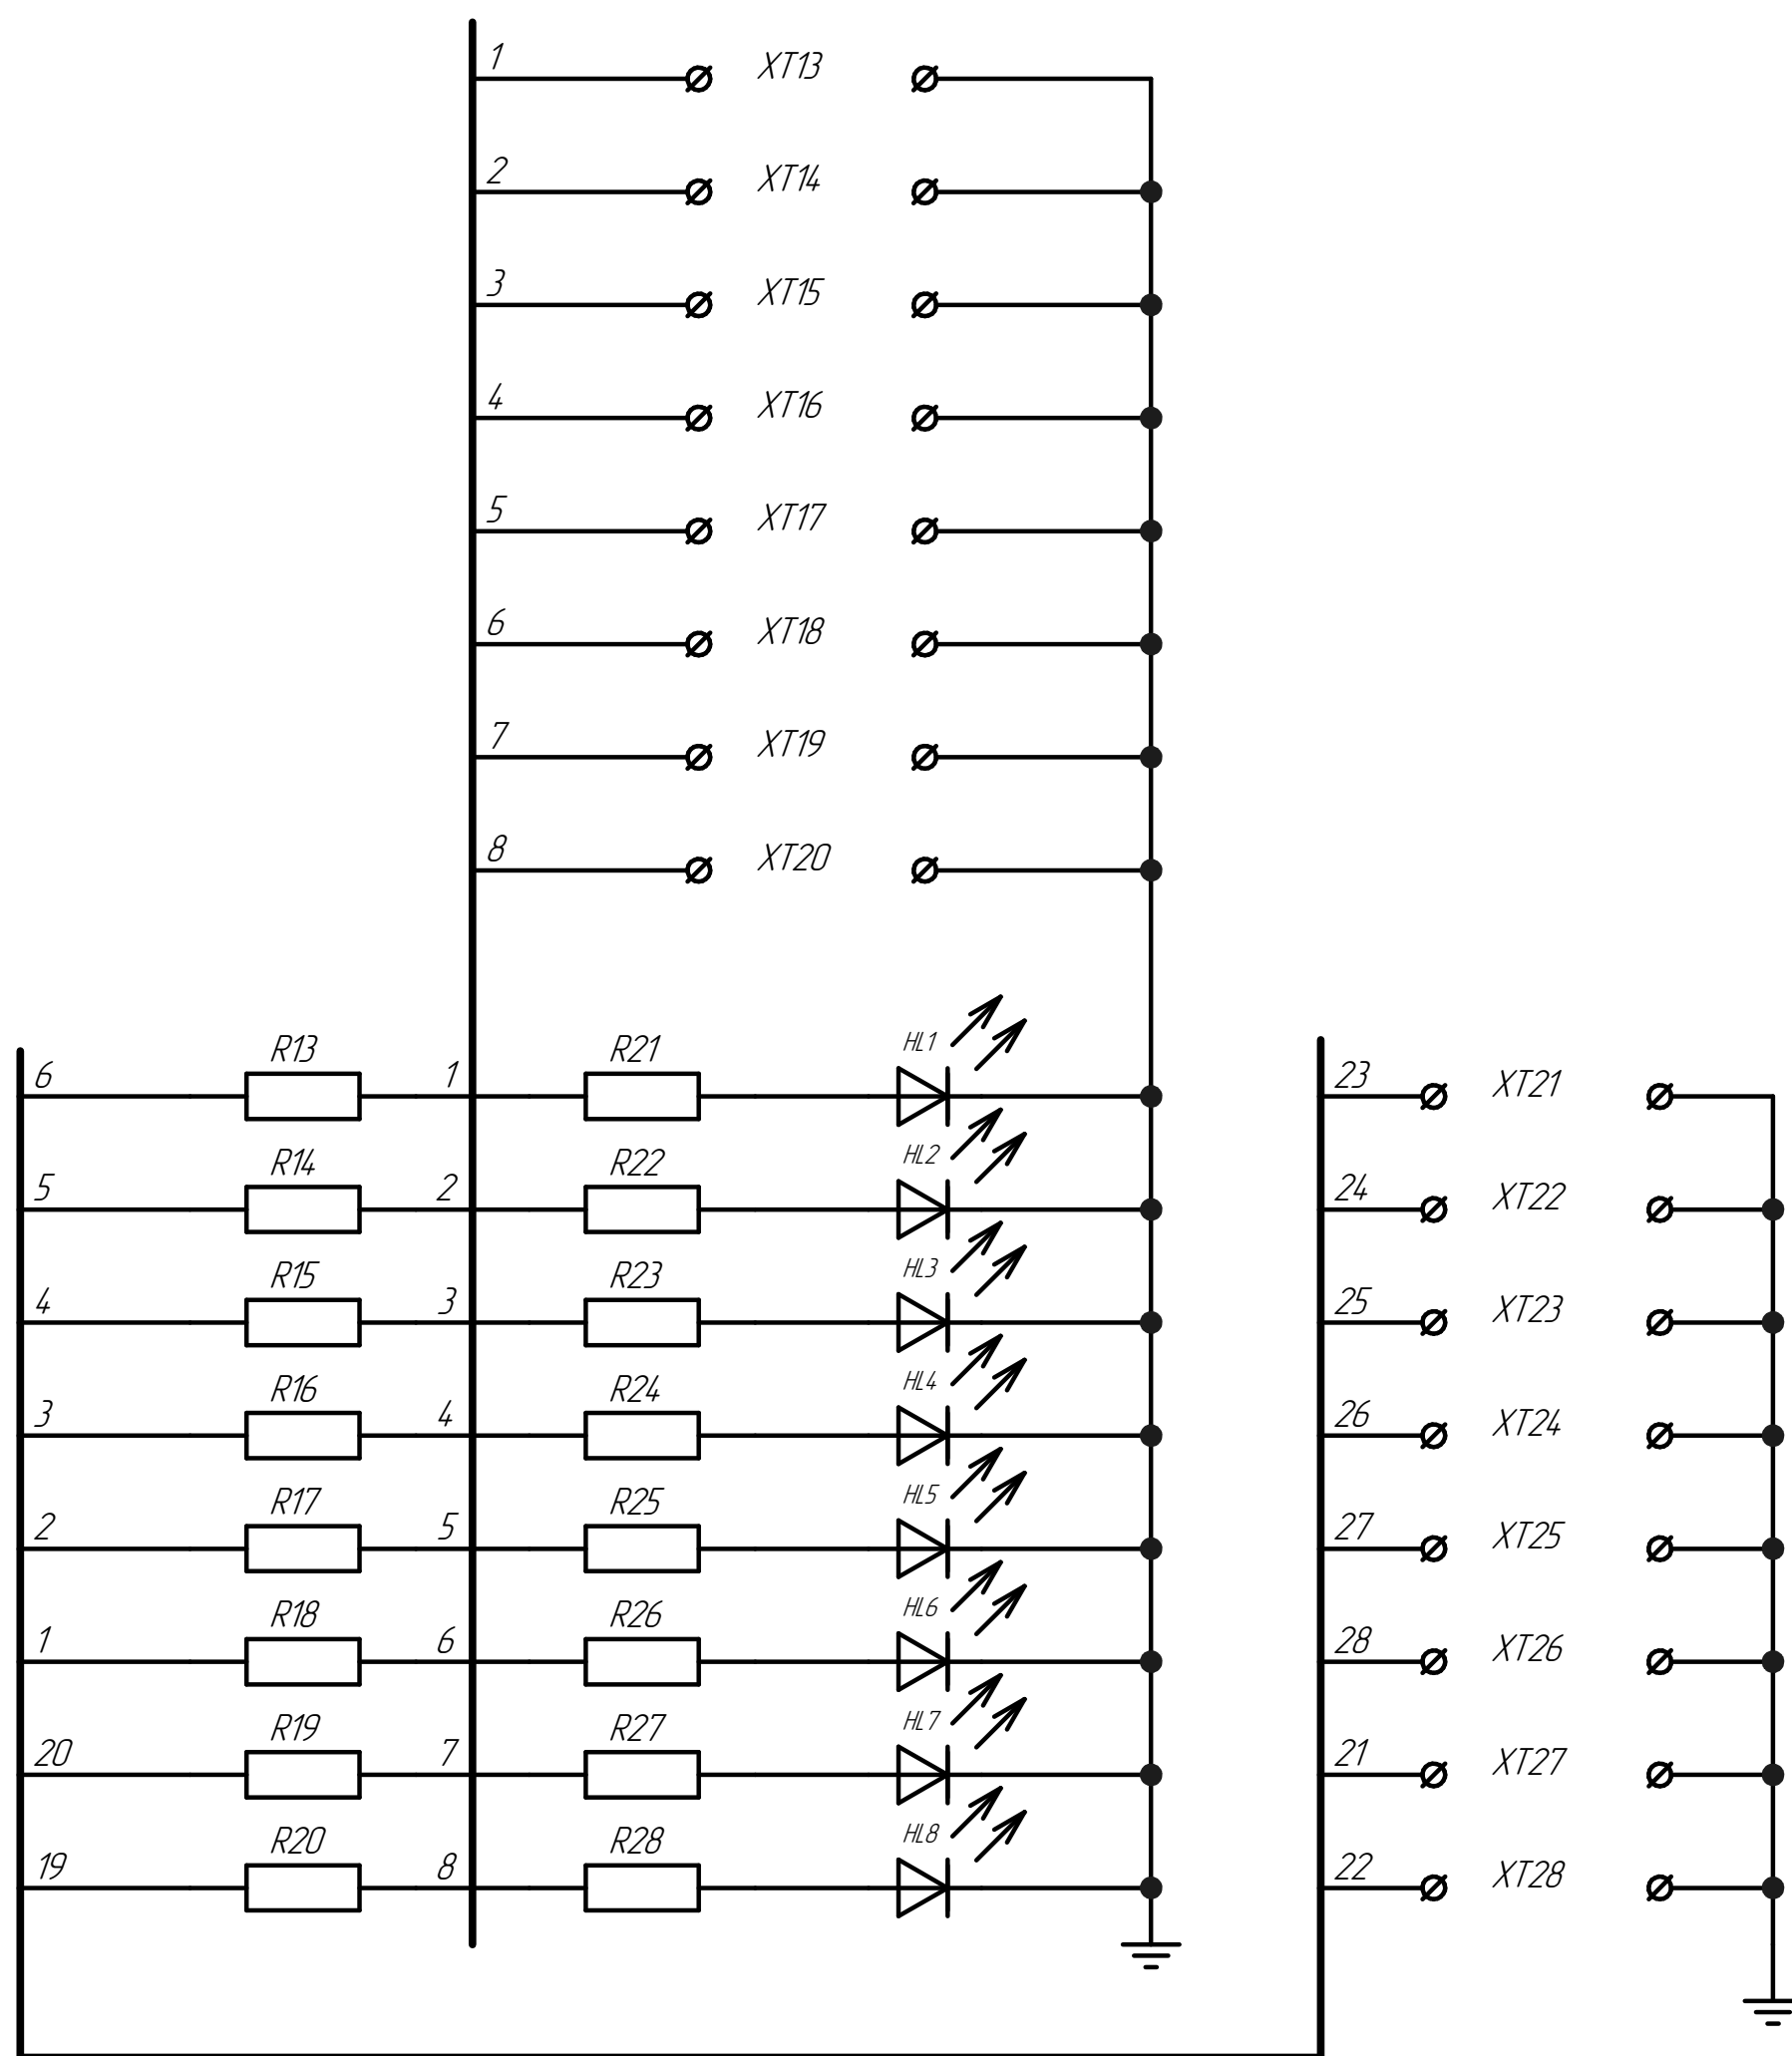 1 XT13
2 XT14
3 XT15
4 XT16
5 XT17
6 XT18
7 XT19
8 XT20
6 R13 1 R21 HL1 23 XT21
5 R14 2 R22 HL2 24 XT22
4 R15 3 R23 HL3 25 XT23
3 R16 4 R24 HL4 26 XT24
2 R17 5 R25 HL5 27 XT25
1 R18 6 R26 HL6 28 XT26
20 R19 7 R27 HL7 21 XT27
19 R20 8 R28 HL8 22 XT28